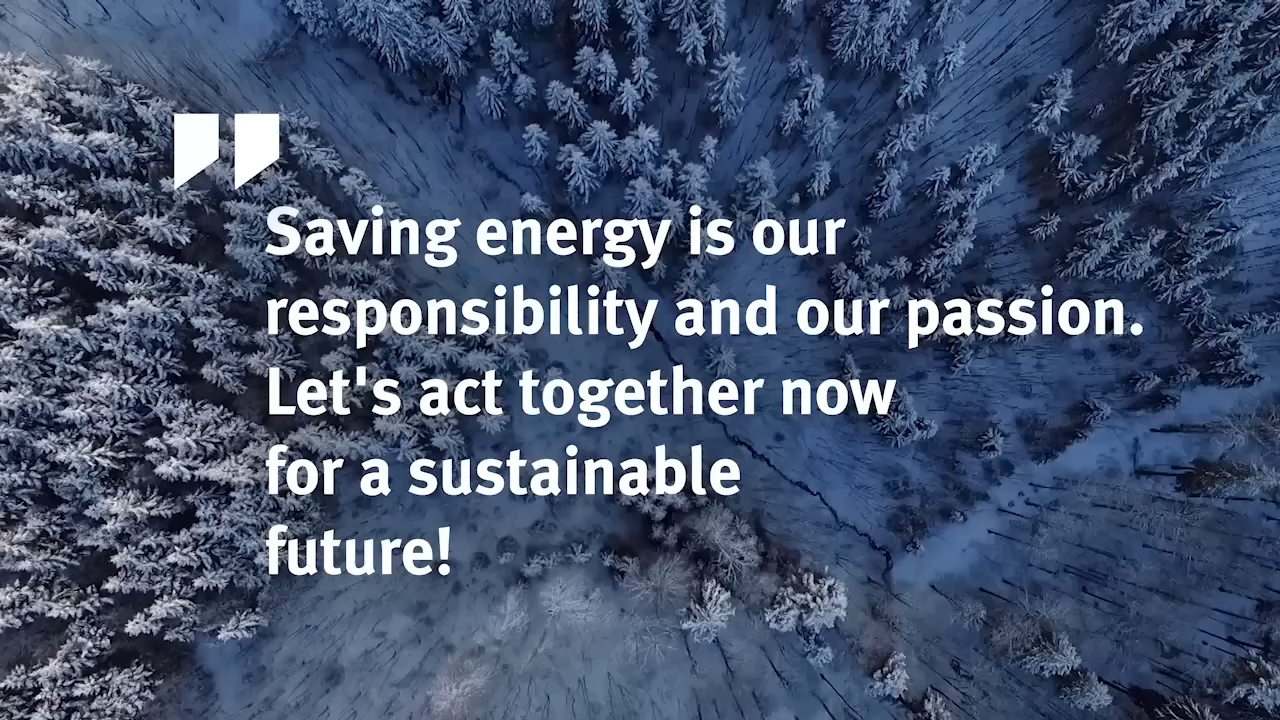 "
Saving energy is our
responsibility and our passion.
Let's act together now
for a sustainable
future!